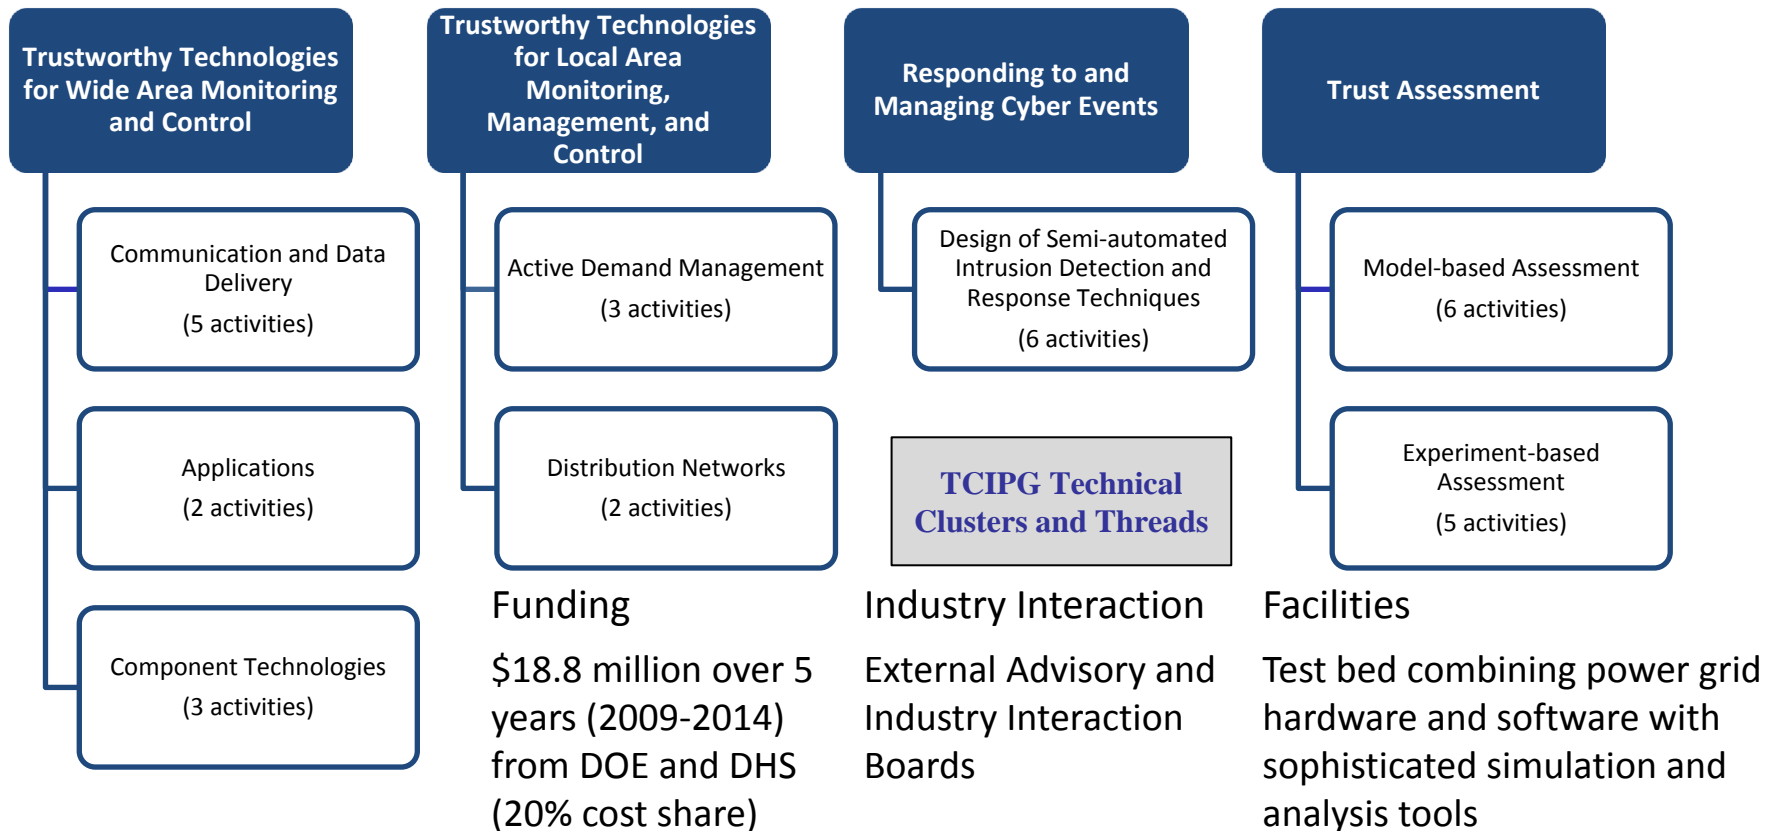 Trustworthy Technologies
for Wide Area Monitoring
and Control
Communication and Data
Delivery
(5 activities)
Applications
(2 activities)
Component Technologies
(3 activities)
Trustworthy Technologies
for Local Area
Monitoring,
Management, and
Control
Active Demand Management
(3 activities)
Distribution Networks
(2 activities)
Responding to and
Managing Cyber Events
Design of Semi-automated
Intrusion Detection and
Response Techniques
(6 activities)
Trust Assessment
Model-based Assessment
(6 activities)
Experiment-based
Assessment
(5 activities)
TCIPG Technical
Clusters and Threads
Funding
$18.8 million over 5
years (2009-2014)
from DOE and DHS
(20% cost share)
Industry Interaction
External Advisory and
Industry Interaction
Boards
Facilities
Test bed combining power grid
hardware and software with
sophisticated simulation and
analysis tools